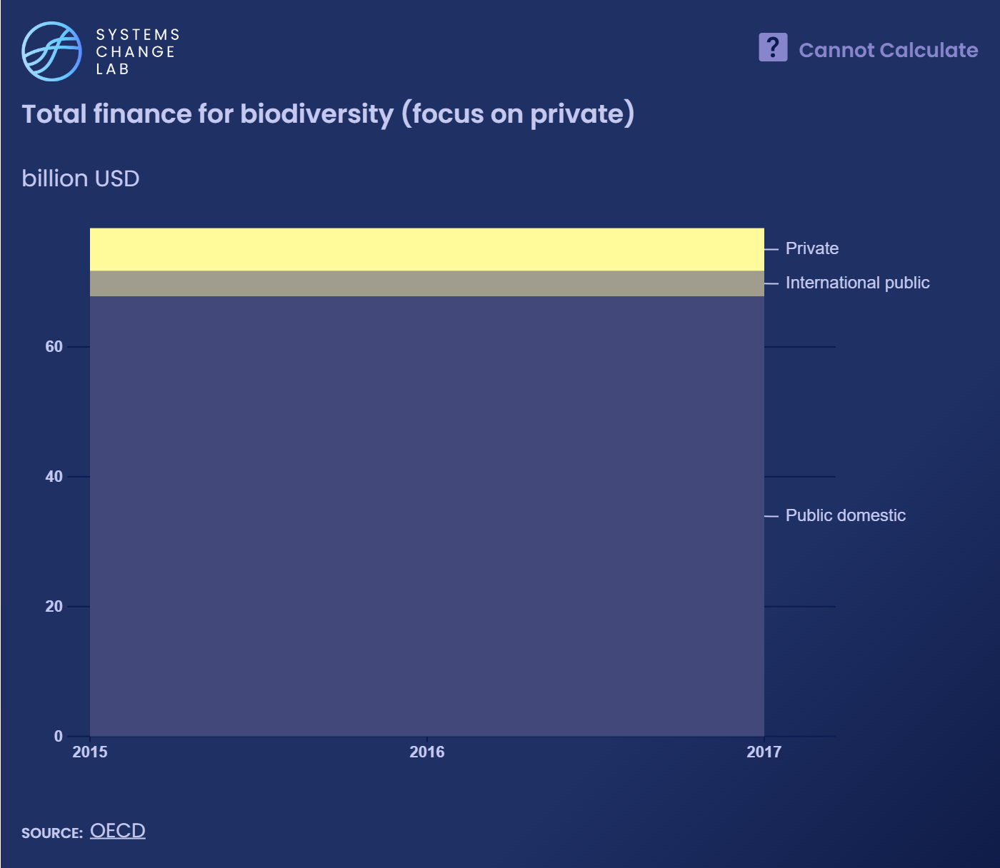 SYSTEMS
CHANGE
LAB
? Cannot Calculate
Total finance for biodiversity (focus on private)
billion USD
Private
International public
60
40
Public domestic
20
0
2015 2016 2017
SOURCE: OECD